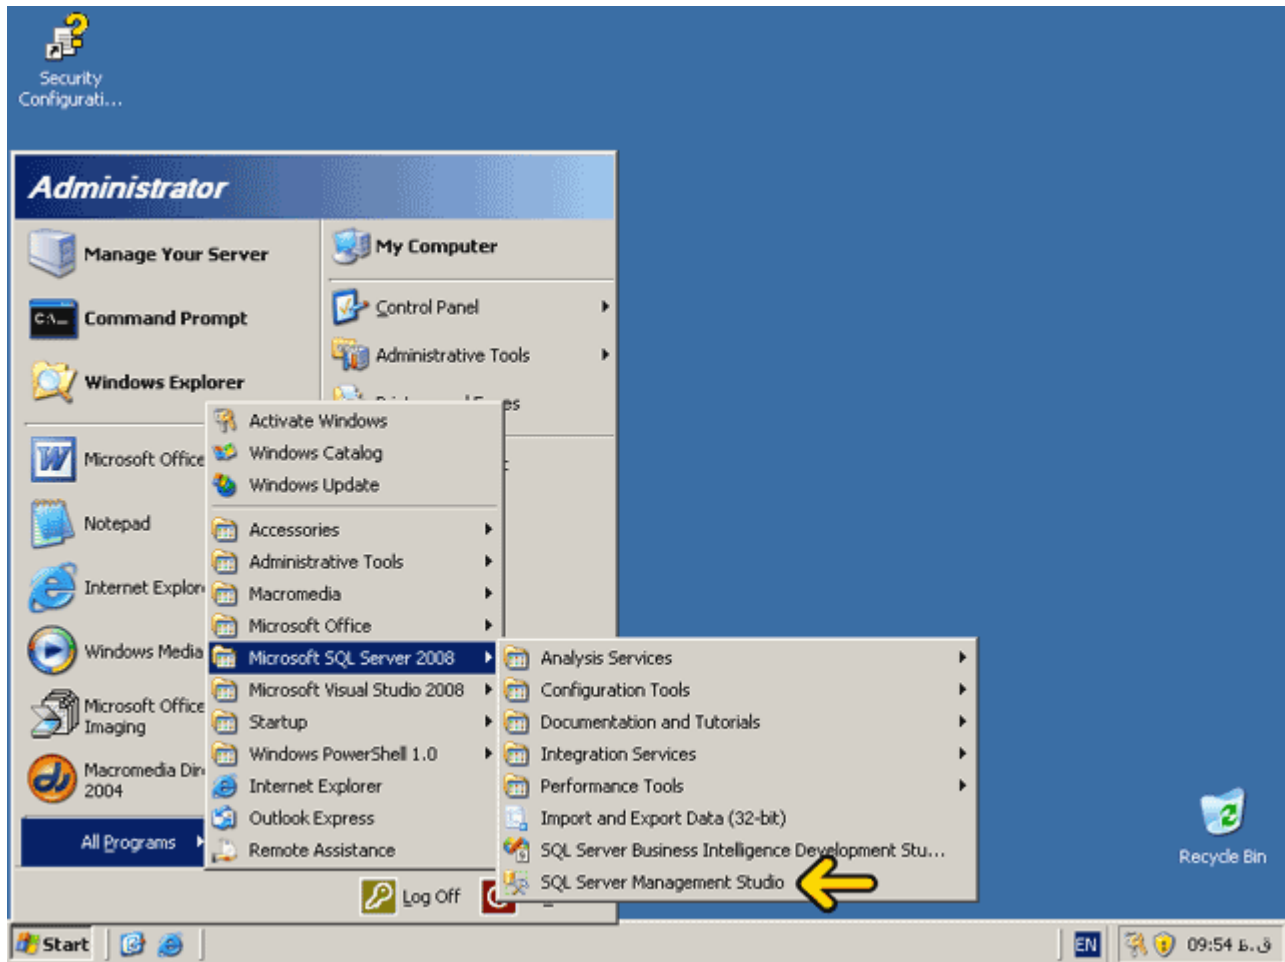 Security
Configurati...
Administrator
Manage Your Server
Command Prompt
Windows Explorer
Microsoft Office
Notepad
Internet Explor
Windows Media
Microsoft Office
Imaging
Macromedia Dir
2004
All Programs
My Computer
Control Panel
Administrative Tools
Activate Windows
Windows Catalog
Windows Update
Accessories
Administrative Tools
Macromedia
Microsoft Office
Microsoft SQL Server 2008
Microsoft Visual Studio 2008
Startup
Windows PowerShell 1.0
Internet Explorer
Outlook Express
Remote Assistance
Analysis Services
Configuration Tools
Documentation and Tutorials
Integration Services
Performance Tools
Import and Export Data (32-bit)
SQL Server Business Intelligence Development Stu...
SQL Server Management Studio
Log Off
Recycle Bin
Start
EN
09:54 ق.ظ